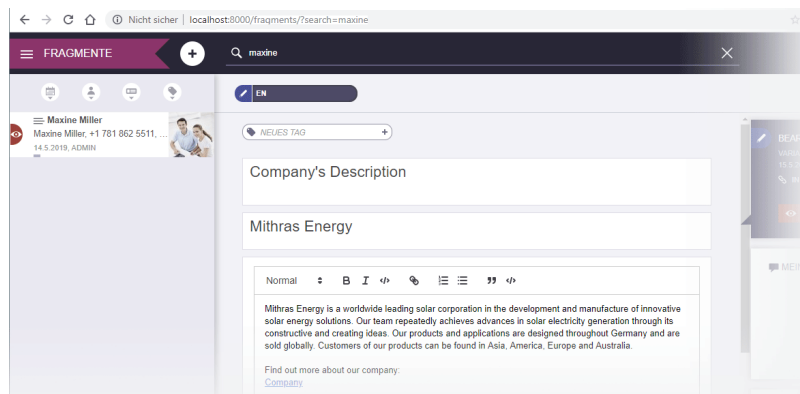 Nicht sicher | localhost:8000/fragments/?search=maxine
FRAGMENTE
maxine
EN
Maxine Miller
Maxine Miller, +1 781 862 5511, ...
14.5.2019, ADMIN
NEUES TAG
Company's Description
Mithras Energy
Normal
Mithras Energy is a worldwide leading solar corporation in the development and manufacture of innovative
solar energy solutions. Our team repeatedly achieves advances in solar electricity generation through its
constructive and creating ideas. Our products and applications are designed throughout Germany and are
sold globally. Customers of our products can be found in Asia, America, Europe and Australia.
Find out more about our company:
Company
BEAR
MEI